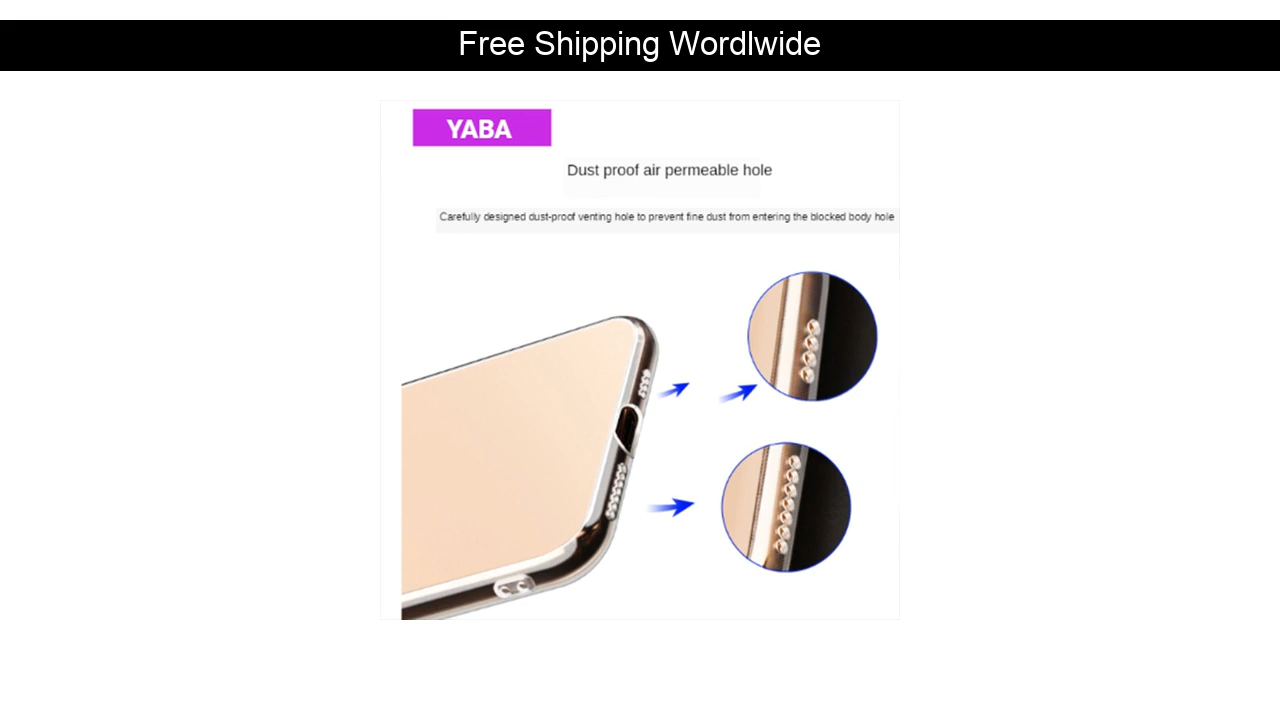 Free Shipping Wordlwide
YABA
Dust proof air permeable hole
Carefully designed dust-proof venting hole to prevent fine dust from entering the blocked body hole